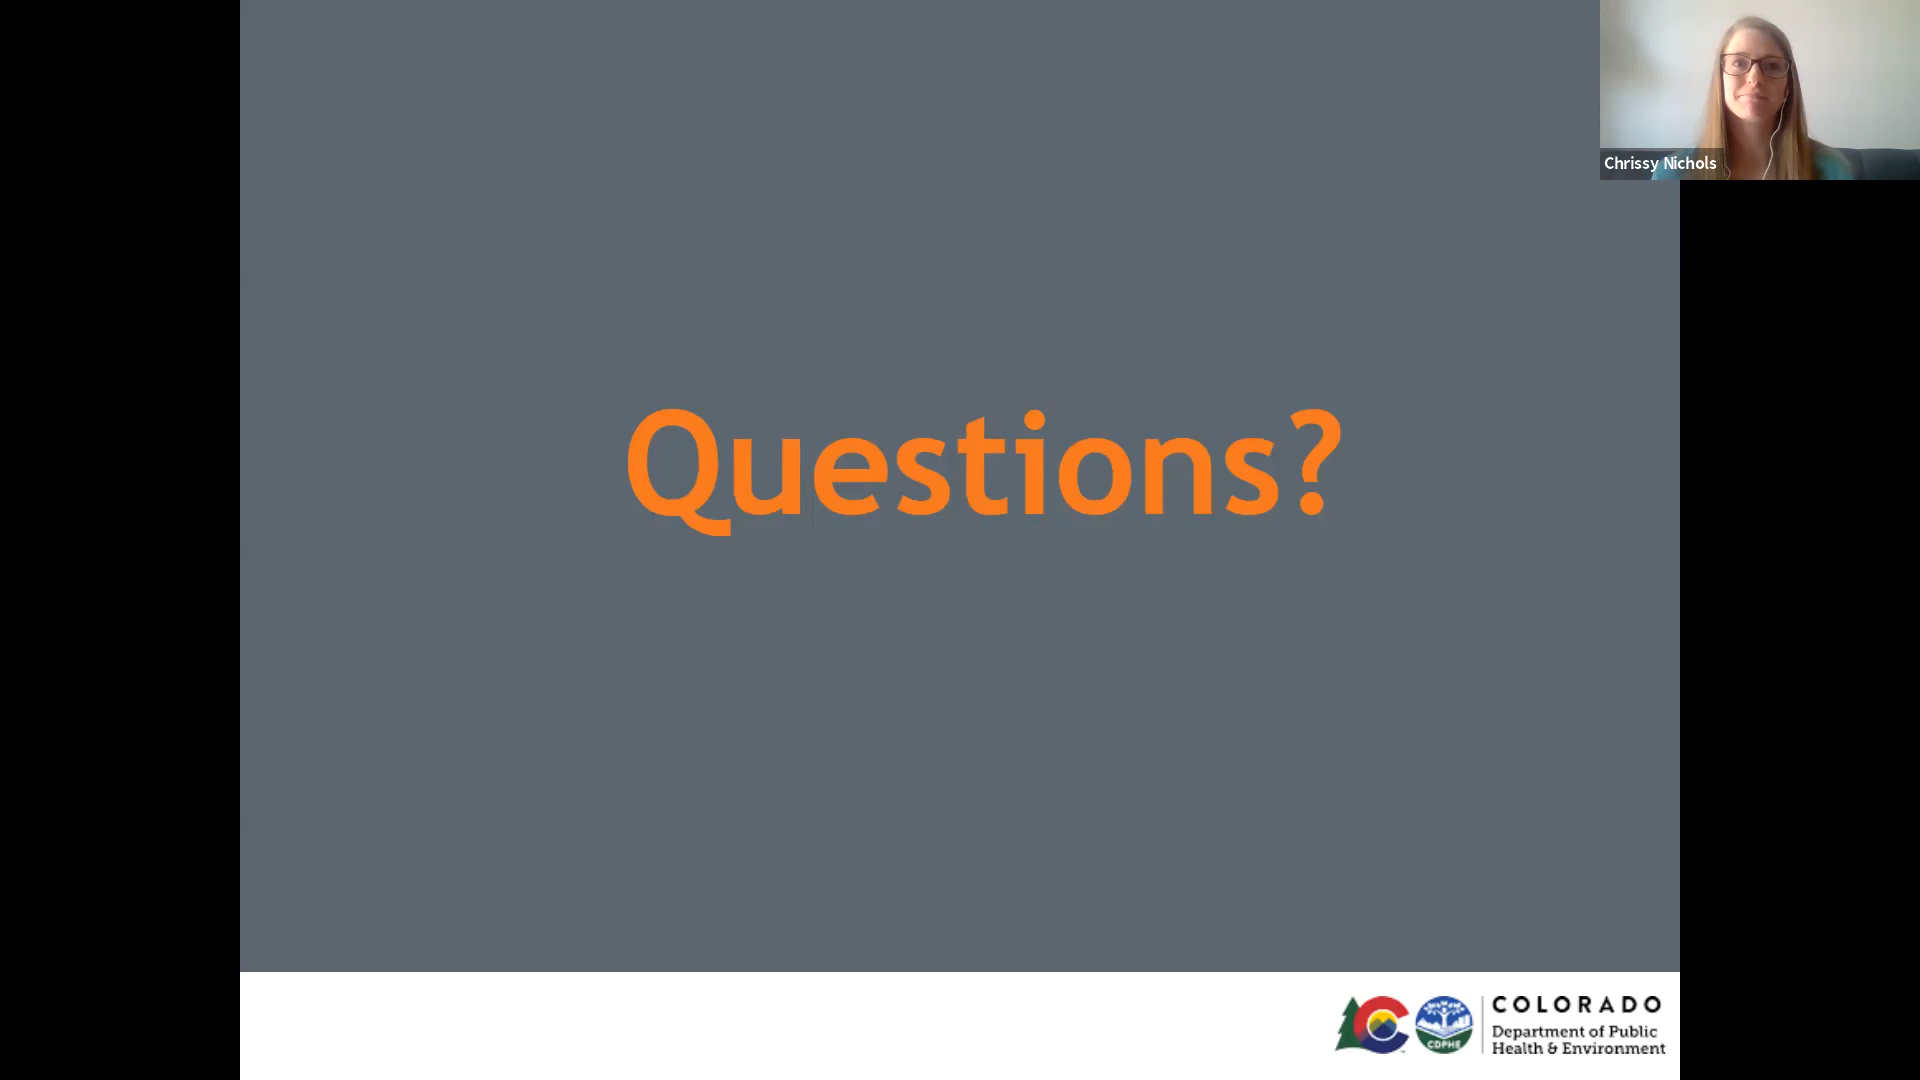 Chrissy Nichols
Questions?
CDPHE
COLORADO
Department of Public
Health & Environment